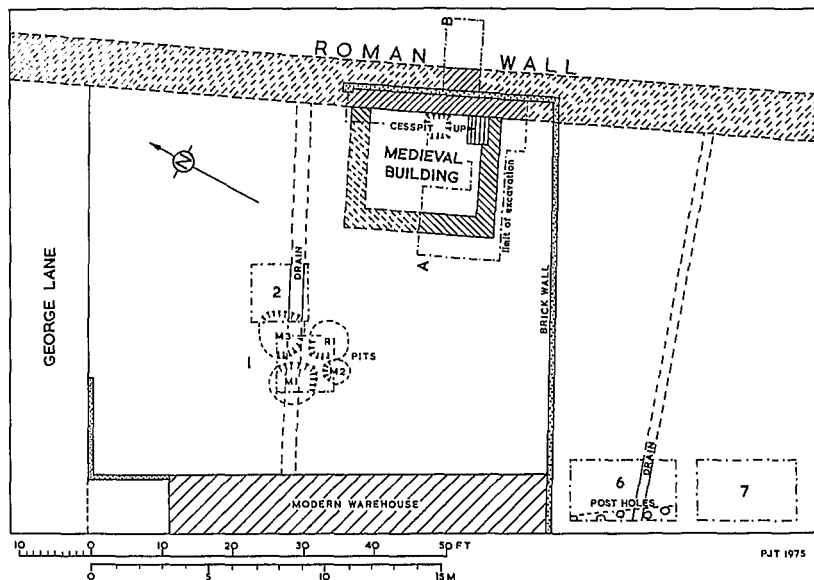 B
ROMAN WALL
CESSPIT UP
MEDIEVAL
BUILDING
N
limit of excavation
A
GEORGE LANE
DRAIN
2
BRICK WALL
M3
R1
PITS
1
M1
M2
6
DRAIN
7
POST HOLES
MODERN WAREHOUSE
10 0 10 20 30 40 50 FT
PJT 1975
0 5 10 15 M